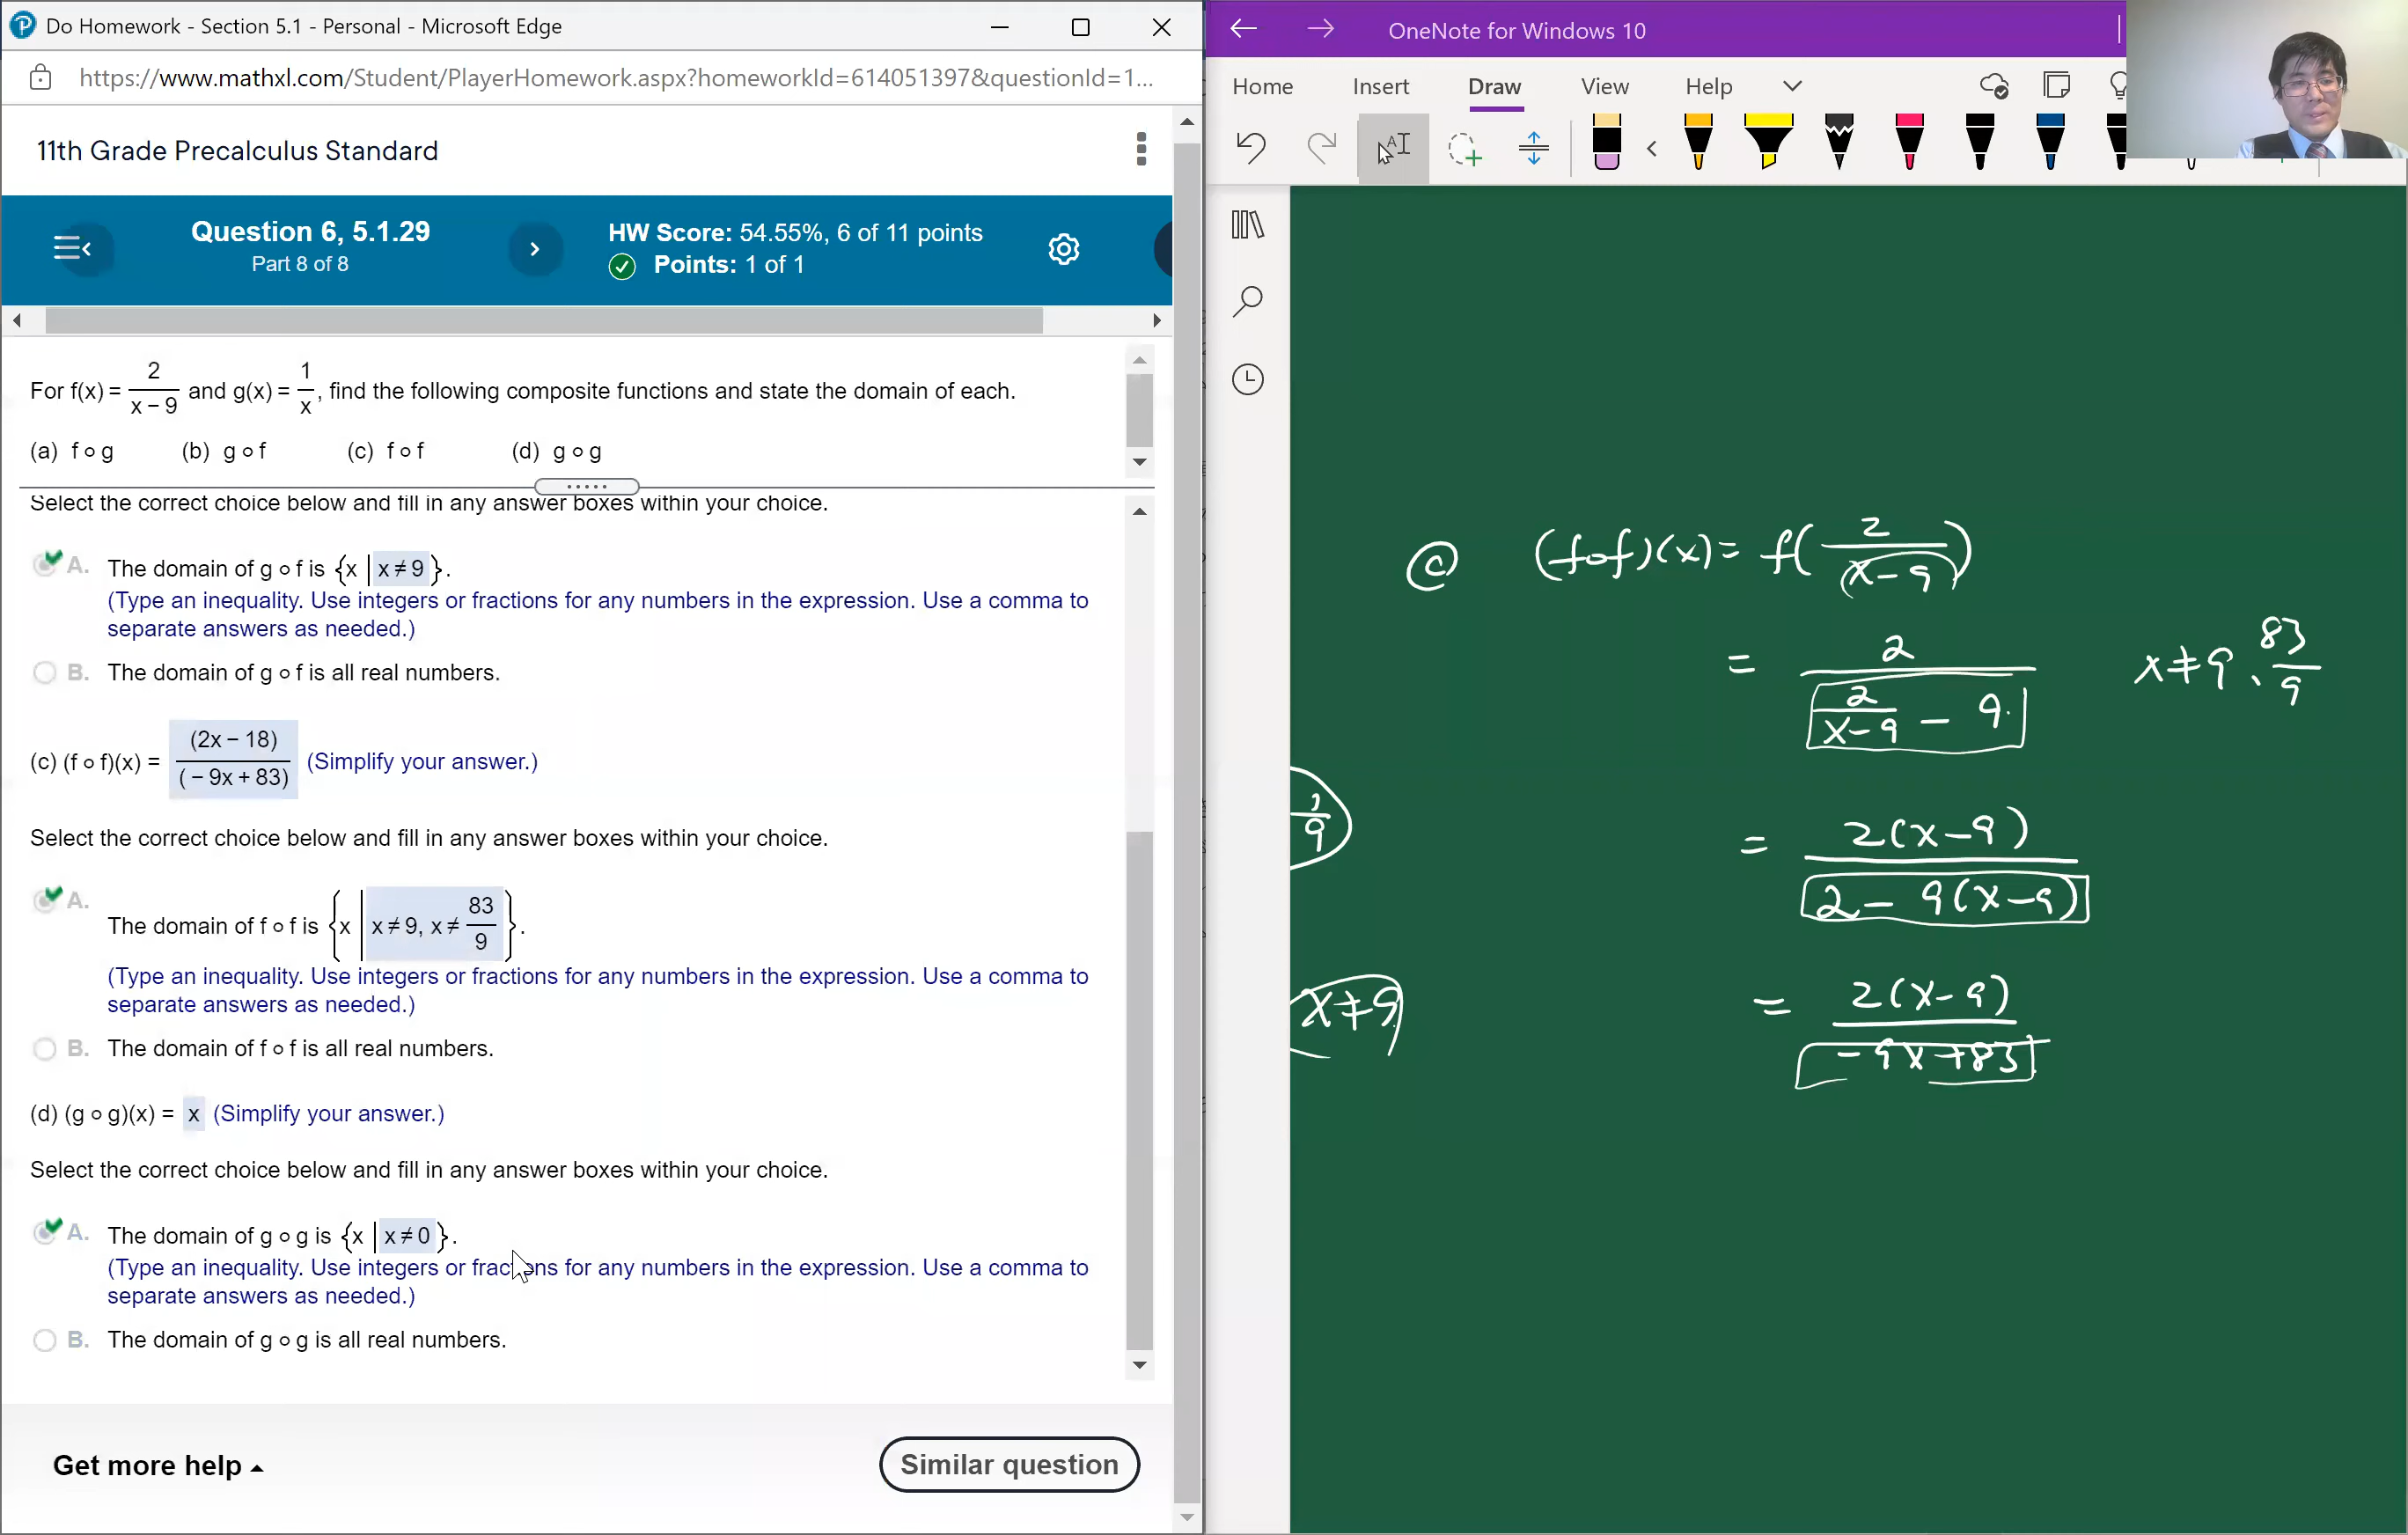 Do Homework - Section 5.1 - Personal - Microsoft Edge
https://www.mathxl.com/Student/PlayerHomework.aspx?homeworkId=614051397&questionId=1...
11th Grade Precalculus Standard
Question 6, 5.1.29
Part 8 of 8
HW Score: 54.55%, 6 of 11 points
Points: 1 of 1
For f(x) = 2/(x − 9) and g(x) = 1/x, find the following composite functions and state the domain of each.
(a) f∘g (b) g∘f (c) f∘f (d) g∘g
Select the correct choice below and fill in any answer boxes within your choice.
A. The domain of g∘f is {x | x≠9}.
(Type an inequality. Use integers or fractions for any numbers in the expression. Use a comma to
separate answers as needed.)
B. The domain of g∘f is all real numbers.
(c) (f∘f)(x) = (2x − 18)/(− 9x + 83) (Simplify your answer.)
Select the correct choice below and fill in any answer boxes within your choice.
A. The domain of f∘f is {x | x≠9, x≠ 83/9}.
(Type an inequality. Use integers or fractions for any numbers in the expression. Use a comma to
separate answers as needed.)
B. The domain of f∘f is all real numbers.
(d) (g∘g)(x) = x (Simplify your answer.)
Select the correct choice below and fill in any answer boxes within your choice.
A. The domain of g∘g is {x | x≠0}.
(Type an inequality. Use integers or fractions for any numbers in the expression. Use a comma to
separate answers as needed.)
B. The domain of g∘g is all real numbers.
Get more help
Similar question
OneNote for Windows 10
Home Insert Draw View Help
ⓒ (f∘f)(x) = f(2/(x−9))
= 2/(2/(x−9) − 9) x≠9, 83/9
= 2(x−9)/(2 − 9(x−9))
= 2(x−9)/(−9x+83)
x≠9